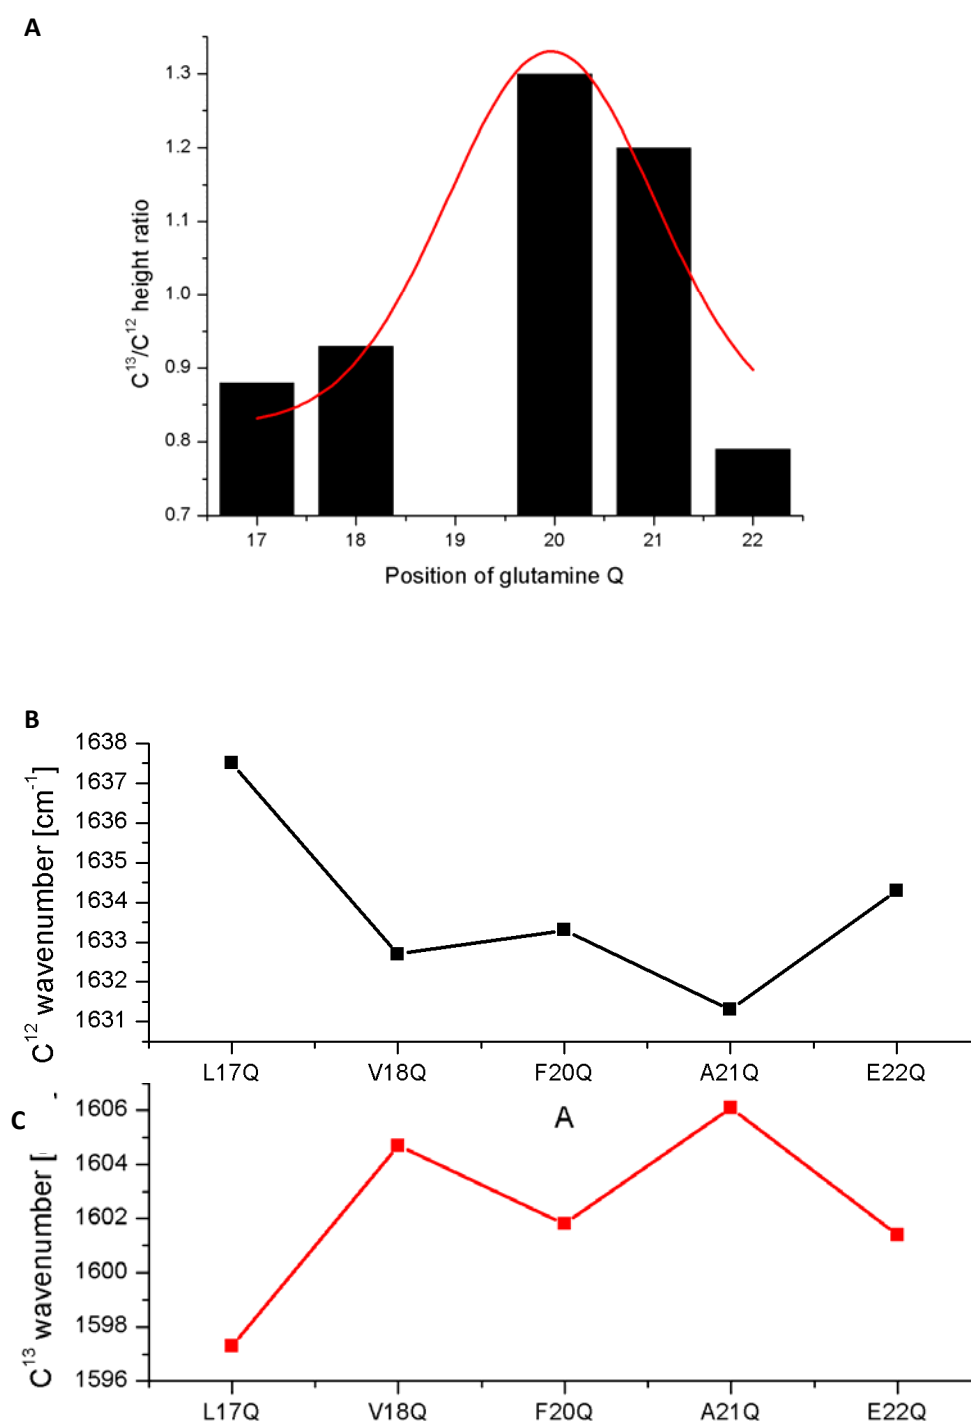 A
C¹³/C¹² height ratio
1.3
1.2
1.1
1.0
0.9
0.8
0.7
17 18 19 20 21 22
Position of glutamine Q
B
C¹² wavenumber [cm⁻¹]
1638
1637
1636
1635
1634
1633
1632
1631
L17Q V18Q F20Q A21Q E22Q
C
C¹³ wavenumber [
A
1606
1604
1602
1600
1598
1596
L17Q V18Q F20Q A21Q E22Q